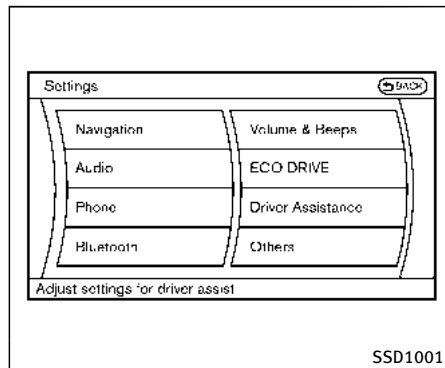 Settings
BACK
Navigation
Volume & Beeps
Audio
ECO DRIVE
Phone
Driver Assistance
Bluetooth
Others
Adjust settings for driver assist
SSD1001